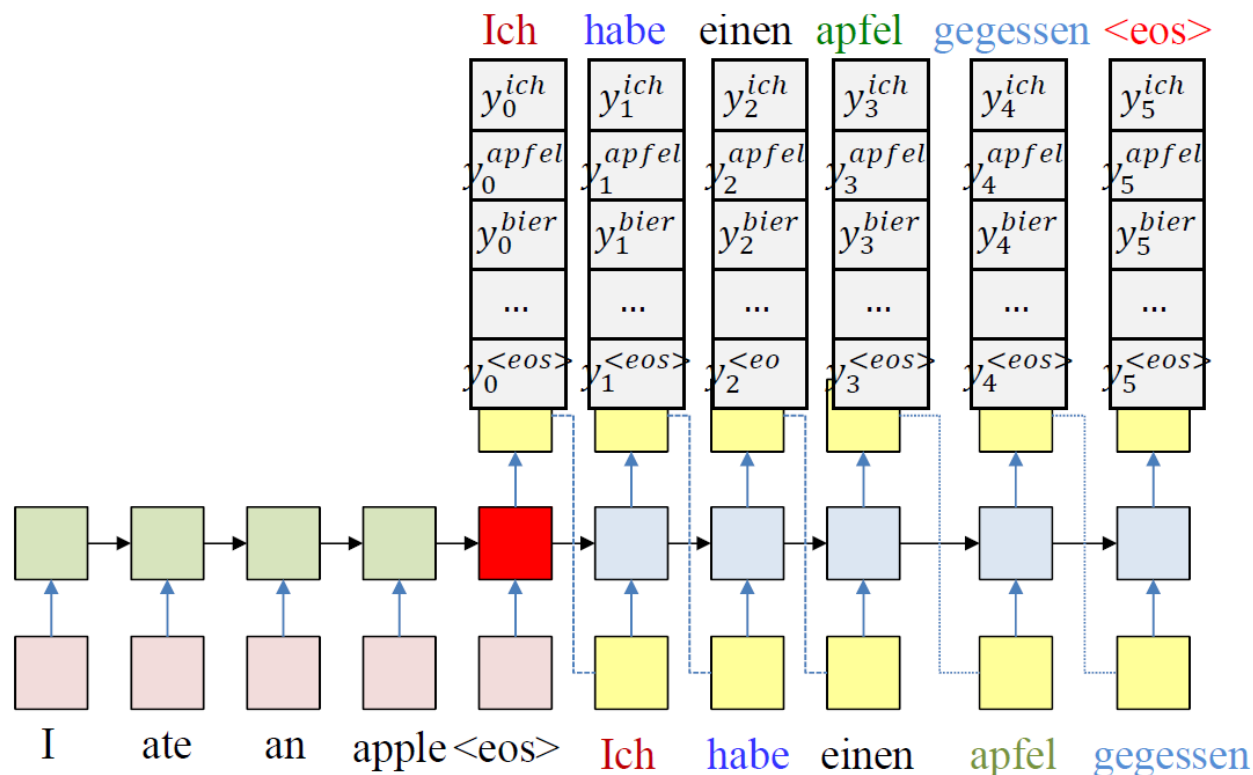 Ich habe einen apfel gegessen <eos>
y_0^{ich} y_1^{ich} y_2^{ich} y_3^{ich} y_4^{ich} y_5^{ich}
y_0^{apfel} y_1^{apfel} y_2^{apfel} y_3^{apfel} y_4^{apfel} y_5^{apfel}
y_0^{bier} y_1^{bier} y_2^{bier} y_3^{bier} y_4^{bier} y_5^{bier}
... ... ... ... ... ...
y_0^{<eos>} y_1^{<eos>} y_2^{<eo} y_3^{<eos>} y_4^{<eos>} y_5^{<eos>}
I ate an apple <eos> Ich habe einen apfel gegessen